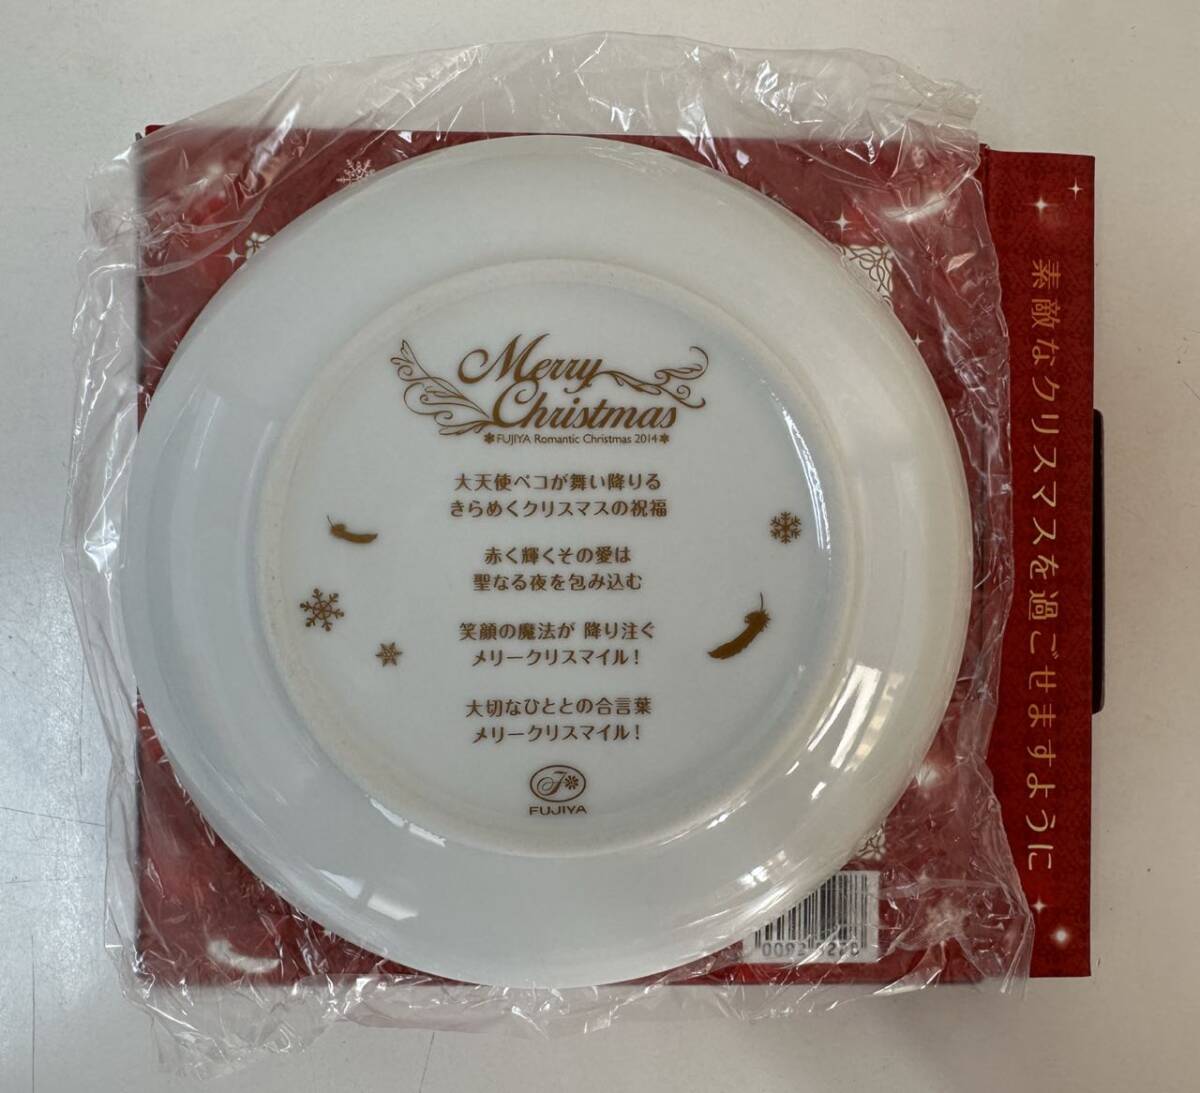 Merry
Christmas
FUJIYA Romantic Christmas 2014
大天使ペコが舞い降りる
きらめくクリスマスの祝福
赤く輝くその愛は
聖なる夜を包み込む
笑顔の魔法が 降り注ぐ
メリークリスマイル!
大切なひととの合言葉
メリークリスマイル!
F
FUJIYA
素敵なクリスマスを過ごせますように